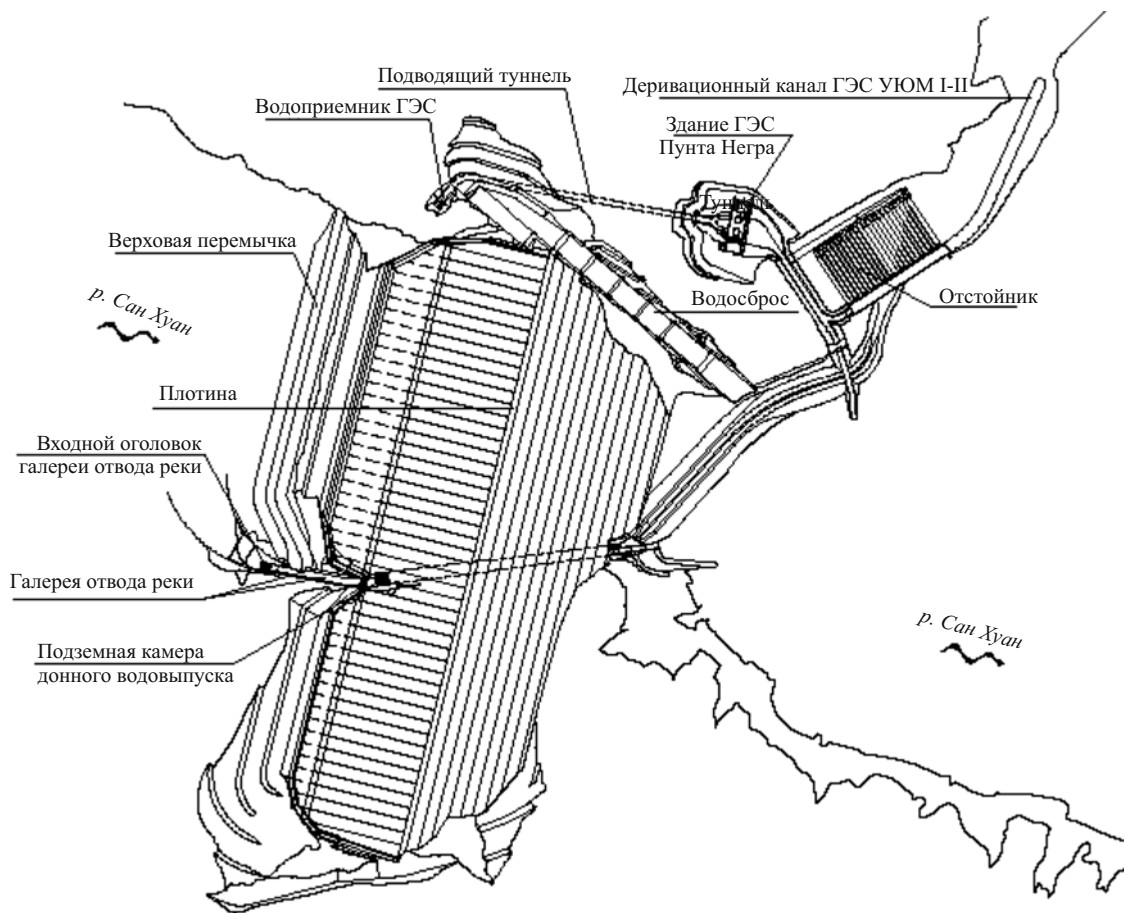 Подводящий туннель
Деривационный канал ГЭС УЮМ I-II
Водоприемник ГЭС
Здание ГЭС
Пунта Негра
Туннель
Верховая перемычка
р. Сан Хуан
Водосброс
Отстойник
Плотина
Входной оголовок
галереи отвода реки
Галерея отвода реки
р. Сан Хуан
Подземная камера
донного водовыпуска